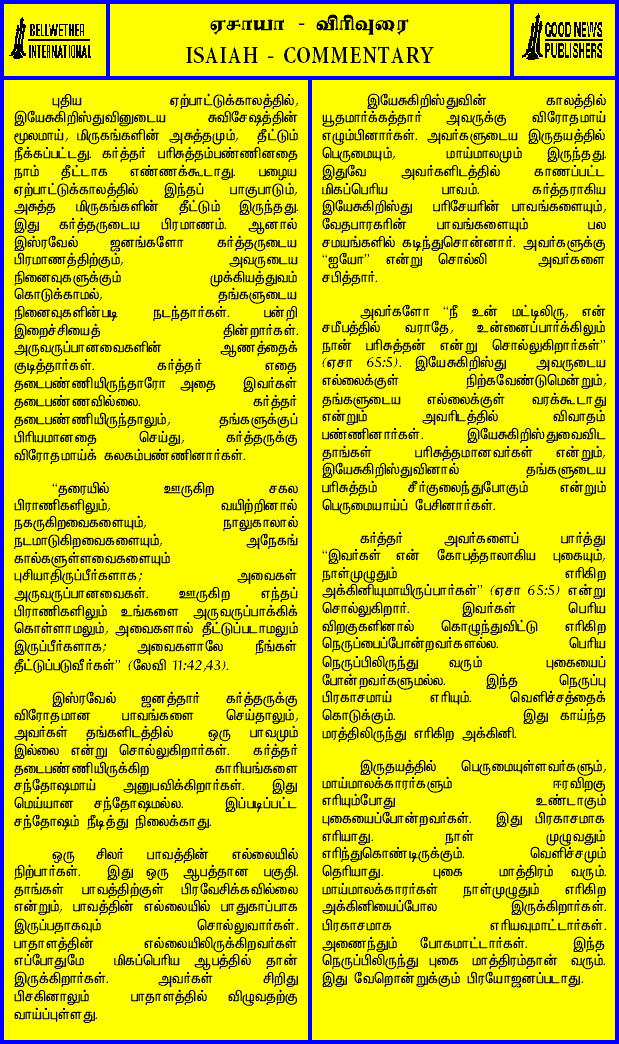 BELLWETHER
INTERNATIONAL
ஏசாயா - விரிவுரை
ISAIAH - COMMENTARY
GOOD NEWS
PUBLISHERS
புதிய ஏற்பாட்டுக்காலத்தில்,
இயேசுகிறிஸ்துவினுடைய சுவிசேஷத்தின்
மூலமாய், மிருகங்களின் அசுத்தமும், தீட்டும்
நீக்கப்பட்டது. கர்த்தர் பரிசுத்தம்பண்ணினதை
நாம் தீட்டாக எண்ணக்கூடாது. பழைய
ஏற்பாட்டுக்காலத்தில் இந்தப் பாகுபாடும்,
அசுத்த மிருகங்களின் தீட்டும் இருந்தது.
இது கர்த்தருடைய பிரமாணம். ஆனால்
இஸ்ரவேல் ஜனங்களோ கர்த்தருடைய
பிரமாணத்திற்கும், அவருடைய
நினைவுகளுக்கும் முக்கியத்துவம்
கொடுக்காமல், தங்களுடைய
நினைவுகளின்படி நடந்தார்கள். பன்றி
இறைச்சியைத் தின்றார்கள்.
அருவருப்பானவைகளின் ஆணத்தைக்
குடித்தார்கள். கர்த்தர் எதை
தடைபண்ணியிருந்தாரோ அதை இவர்கள்
தடைபண்ணவில்லை. கர்த்தர்
தடைபண்ணியிருந்தாலும், தங்களுக்குப்
பிரியமானதை செய்து, கர்த்தருக்கு
விரோதமாய்க் கலகம்பண்ணினார்கள்.
“தரையில் ஊருகிற சகல
பிராணிகளிலும், வயிற்றினால்
நகருகிறவைகளையும், நாலுகாலால்
நடமாடுகிறவைகளையும், அநேகங்
கால்களுள்ளவைகளையும்
புசியாதிருப்பீர்களாக; அவைகள்
அருவருப்பானவைகள். ஊருகிற எந்தப்
பிராணிகளிலும் உங்களை அருவருப்பாக்கிக்
கொள்ளாமலும், அவைகளால் தீட்டுப்படாமலும்
இருப்பீர்களாக; அவைகளாலே நீங்கள்
தீட்டுப்படுவீர்கள்” (லேவி 11:42,43).
இஸ்ரவேல் ஜனத்தார் கர்த்தருக்கு
விரோதமான பாவங்களை செய்தாலும்,
அவர்கள் தங்களிடத்தில் ஒரு பாவமும்
இல்லை என்று சொல்லுகிறார்கள். கர்த்தர்
தடைபண்ணியிருக்கிற காரியங்களை
சந்தோஷமாய் அனுபவிக்கிறார்கள். இது
மெய்யான சந்தோஷமல்ல. இப்படிப்பட்ட
சந்தோஷம் நீடித்து நிலைக்காது.
ஒரு சிலர் பாவத்தின் எல்லையில்
நிற்பார்கள். இது ஒரு ஆபத்தான பகுதி.
தாங்கள் பாவத்திற்குள் பிரவேசிக்கவில்லை
என்றும், பாவத்தின் எல்லையில் பாதுகாப்பாக
இருப்பதாகவும் சொல்லுவார்கள்.
பாதாளத்தின் எல்லையிலிருக்கிறவர்கள்
எப்போதுமே மிகப்பெரிய ஆபத்தில் தான்
இருக்கிறார்கள். அவர்கள் சிறிது
பிசகினாலும் பாதாளத்தில் விழுவதற்கு
வாய்ப்புள்ளது.
இயேசுகிறிஸ்துவின் காலத்தில்
யூதமார்க்கத்தார் அவருக்கு விரோதமாய்
எழும்பினார்கள். அவர்களுடைய இருதயத்தில்
பெருமையும், மாய்மாலமும் இருந்தது.
இதுவே அவர்களிடத்தில் காணப்பட்ட
மிகப்பெரிய பாவம். கர்த்தராகிய
இயேசுகிறிஸ்து பரிசேயரின் பாவங்களையும்,
வேதபாரகரின் பாவங்களையும் பல
சமயங்களில் கடிந்துசொன்னார். அவர்களுக்கு
“ஐயோ” என்று சொல்லி அவர்களை
சபித்தார்.
அவர்களோ “நீ உன் மட்டிலிரு, என்
சமீபத்தில் வராதே, உன்னைப்பார்க்கிலும்
நான் பரிசுத்தன் என்று சொல்லுகிறார்கள்”
(ஏசா 65:5). இயேசுகிறிஸ்து அவருடைய
எல்லைக்குள் நிற்கவேண்டுமென்றும்,
தங்களுடைய எல்லைக்குள் வரக்கூடாது
என்றும் அவரிடத்தில் விவாதம்
பண்ணினார்கள். இயேசுகிறிஸ்துவைவிட
தாங்கள் பரிசுத்தமானவர்கள் என்றும்,
இயேசுகிறிஸ்துவினால் தங்களுடைய
பரிசுத்தம் சீர்குலைந்துபோகும் என்றும்
பெருமையாய்ப் பேசினார்கள்.
கர்த்தர் அவர்களைப் பார்த்து
“இவர்கள் என் கோபத்தாலாகிய புகையும்,
நாள்முழுதும் எரிகிற
அக்கினியுமாயிருப்பார்கள்” (ஏசா 65:5) என்று
சொல்லுகிறார். இவர்கள் பெரிய
விறகுகளினால் கொழுந்துவிட்டு எரிகிற
நெருப்பைப்போன்றவர்களல்ல. பெரிய
நெருப்பிலிருந்து வரும் புகையைப்
போன்றவர்களுமல்ல. இந்த நெருப்பு
பிரகாசமாய் எரியும். வெளிச்சத்தைக்
கொடுக்கும். இது காய்ந்த
மரத்திலிருந்து எரிகிற அக்கினி.
இருதயத்தில் பெருமையுள்ளவர்களும்,
மாய்மாலக்காரர்களும் ஈரவிறகு
எரியும்போது உண்டாகும்
புகையைப்போன்றவர்கள். இது பிரகாசமாக
எரியாது. நாள் முழுவதும்
எரிந்துகொண்டிருக்கும். வெளிச்சமும்
தெரியாது. புகை மாத்திரம் வரும்.
மாய்மாலக்காரர்கள் நாள்முழுதும் எரிகிற
அக்கினியைப்போல இருக்கிறார்கள்.
பிரகாசமாக எரியவுமாட்டார்கள்.
அணைந்தும் போகமாட்டார்கள். இந்த
நெருப்பிலிருந்து புகை மாத்திரம்தான் வரும்.
இது வேறொன்றுக்கும் பிரயோஜனப்படாது.